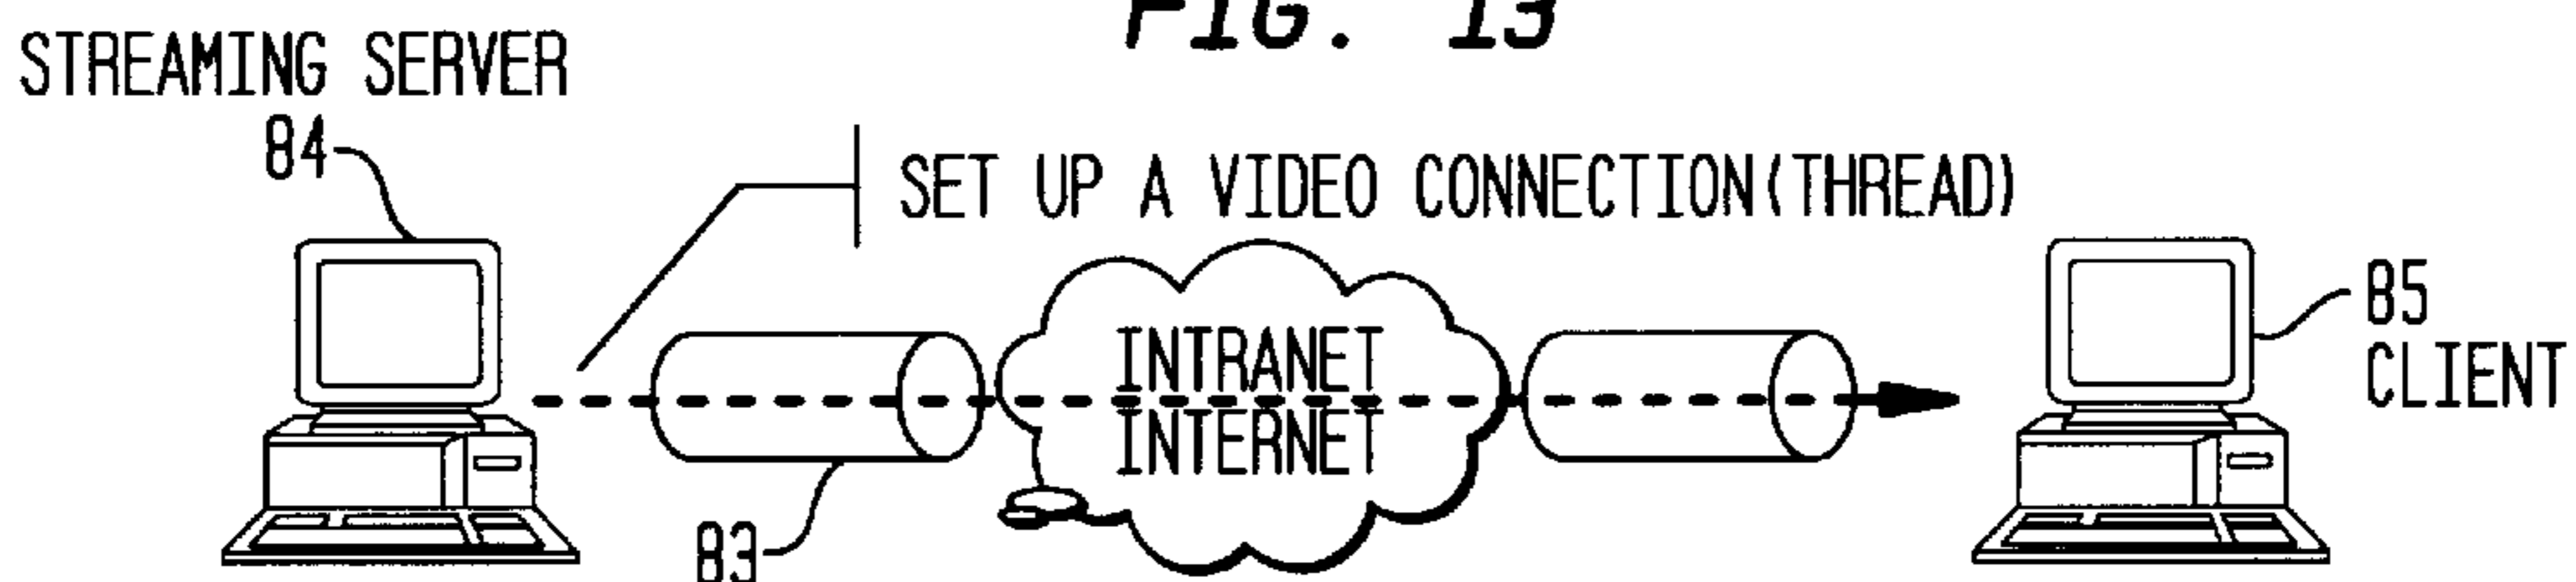 FIG. 13
STREAMING SERVER
84
SET UP A VIDEO CONNECTION(THREAD)
INTRANET
INTERNET
85
CLIENT
83